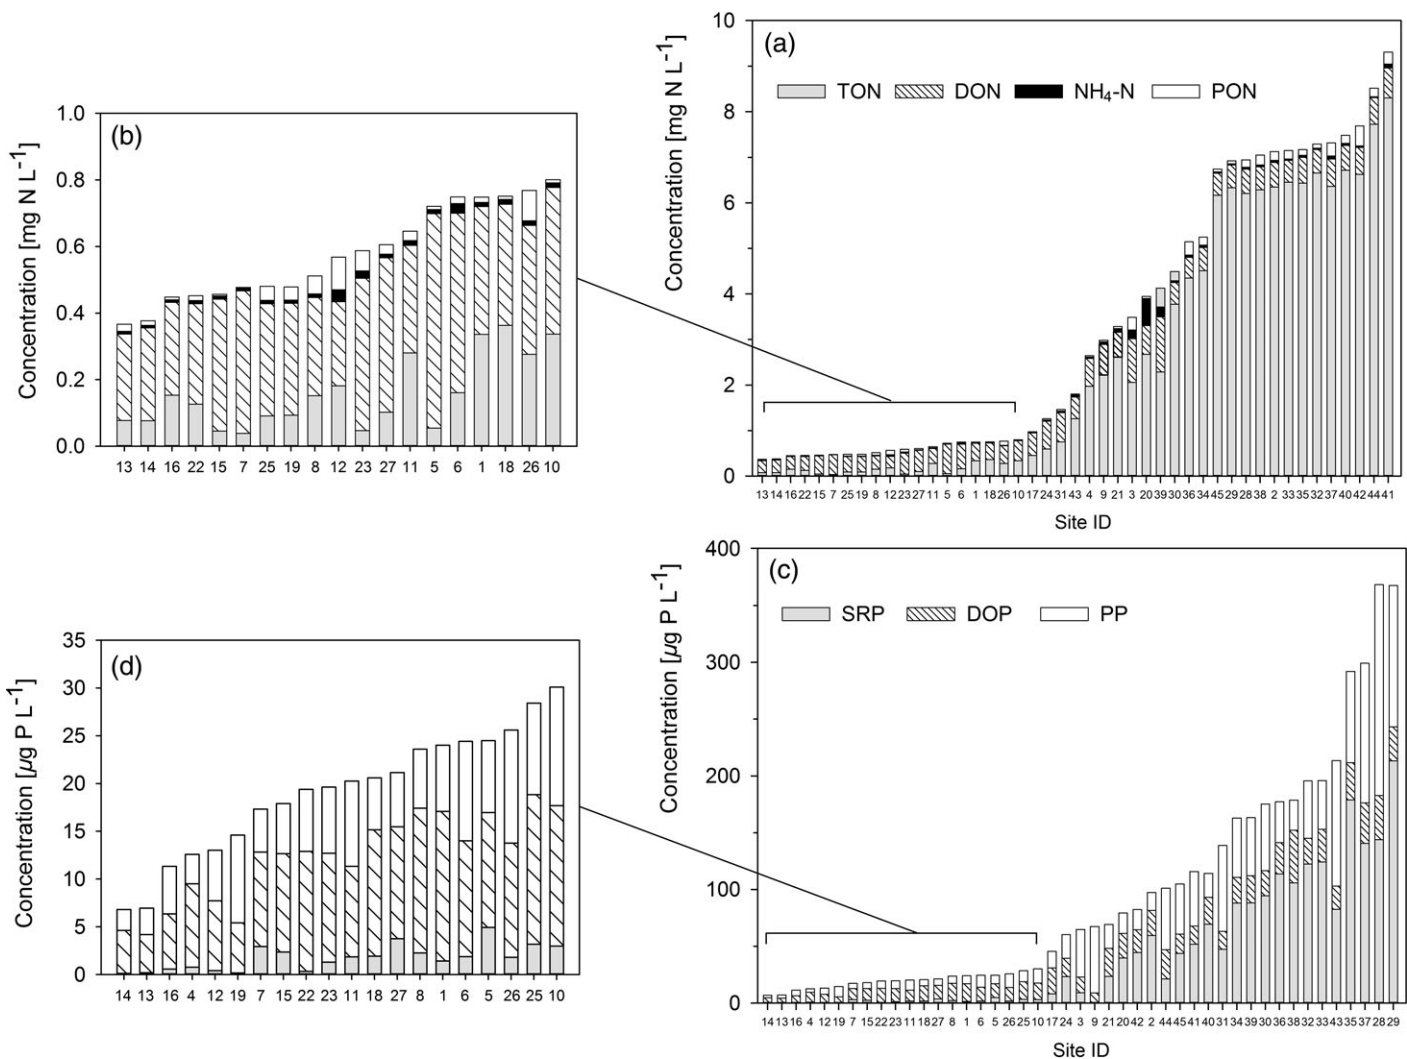 (a)
Concentration [mg N L⁻¹]
10
8
6
4
2
0
TON DON NH₄-N PON
13 14 16 22 15 7 25 19 8 12 23 27 11 5 6 1 18 26 10 17 24 31 43 4 9 21 3 20 39 30 36 34 45 29 28 38 2 33 35 32 37 40 42 44 41
Site ID
(b)
Concentration [mg N L⁻¹]
1.0
0.8
0.6
0.4
0.2
0.0
13 14 16 22 15 7 25 19 8 12 23 27 11 5 6 1 18 26 10
(c)
Concentration [µg P L⁻¹]
400
300
200
100
0
SRP DOP PP
14 13 16 4 12 19 7 15 22 23 11 18 27 8 1 6 5 26 25 10 17 24 3 9 21 20 42 2 44 45 41 40 31 34 39 30 36 38 32 33 43 35 37 28 29
Site ID
(d)
Concentration [µg P L⁻¹]
35
30
25
20
15
10
5
0
14 13 16 4 12 19 7 15 22 23 11 18 27 8 1 6 5 26 25 10